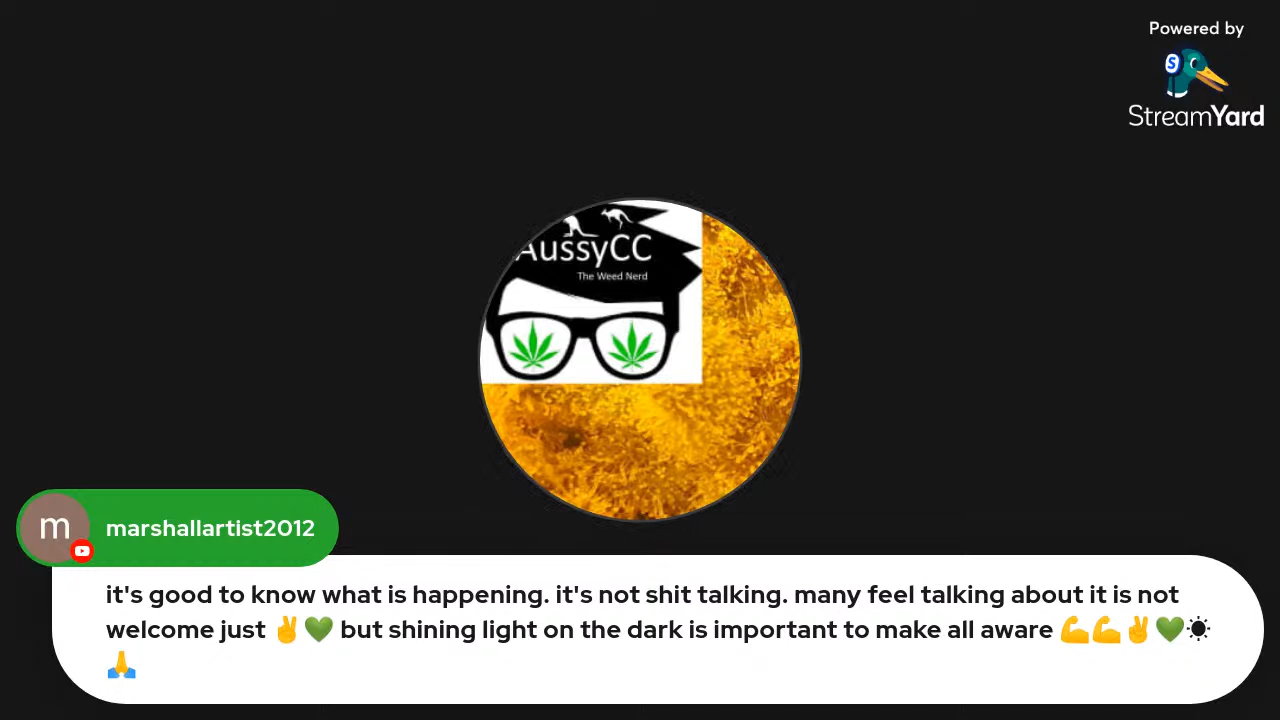 Powered by
S
StreamYard
AussyCC
The Weed Nerd
m
marshallartist2012
it's good to know what is happening. it's not shit talking. many feel talking about it is not
welcome just ✌️💚 but shining light on the dark is important to make all aware 💪💪✌️💚☀
🙏